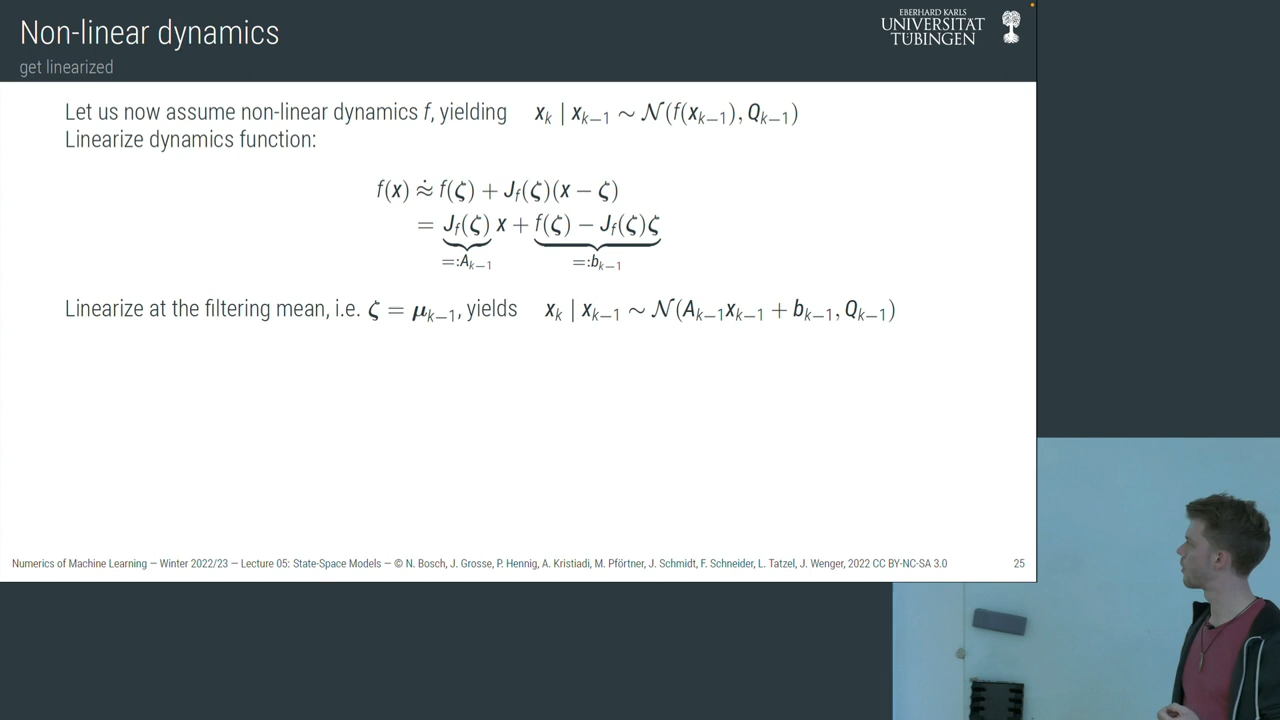 Non-linear dynamics
get linearized
EBERHARD KARLS
UNIVERSITÄT
TÜBINGEN
Let us now assume non-linear dynamics f, yielding x_k | x_{k−1} ∼ 𝒩(f(x_{k−1}), Q_{k−1})
Linearize dynamics function:
f(x) ≈̇ f(ζ) + J_f(ζ)(x − ζ)
= J_f(ζ) x + f(ζ) − J_f(ζ)ζ
=:A_{k−1} =:b_{k−1}
Linearize at the filtering mean, i.e. ζ = μ_{k−1}, yields x_k | x_{k−1} ∼ 𝒩(A_{k−1}x_{k−1} + b_{k−1}, Q_{k−1})
Numerics of Machine Learning — Winter 2022/23 — Lecture 05: State-Space Models — © N. Bosch, J. Grosse, P. Hennig, A. Kristiadi, M. Pförtner, J. Schmidt, F. Schneider, L. Tatzel, J. Wenger, 2022 CC BY-NC-SA 3.0 25